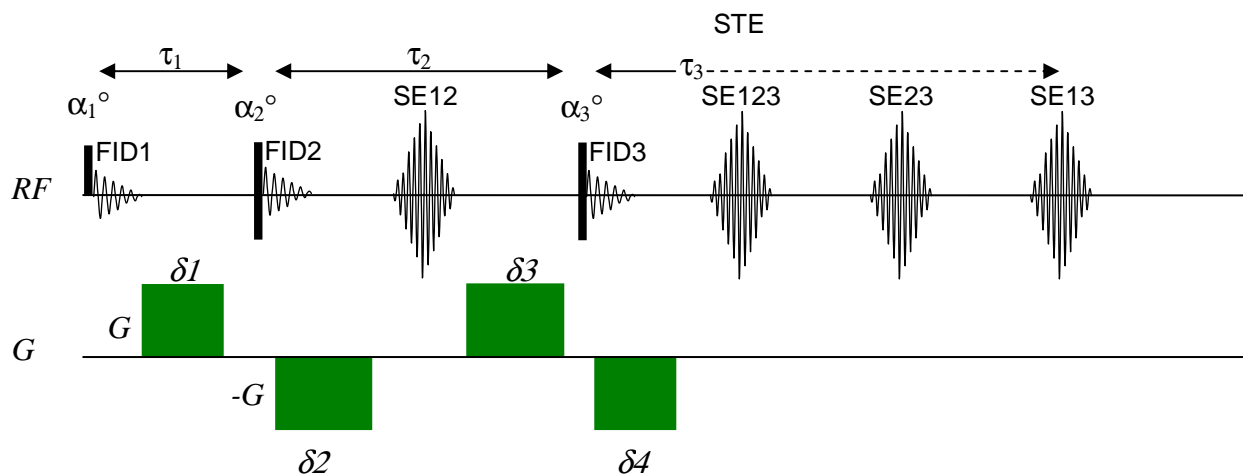 STE
τ₁ τ₂ τ₃
α₁° α₂° SE12 α₃° SE123 SE23 SE13
FID1 FID2 FID3
RF
δ1 δ3
G
G
-G
δ2 δ4